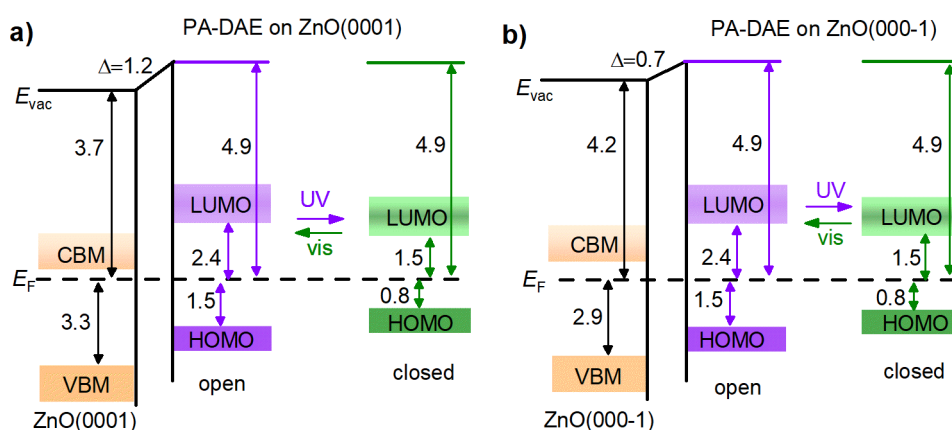 a)
PA-DAE on ZnO(0001)
Δ=1.2
Evac
3.7
4.9
4.9
LUMO
UV
LUMO
vis
CBM
2.4
1.5
EF
1.5
0.8
3.3
HOMO
HOMO
VBM
open
closed
ZnO(0001)
b)
PA-DAE on ZnO(000-1)
Δ=0.7
Evac
4.2
4.9
4.9
LUMO
UV
LUMO
vis
CBM
2.4
1.5
EF
1.5
0.8
2.9
HOMO
HOMO
VBM
open
closed
ZnO(000-1)